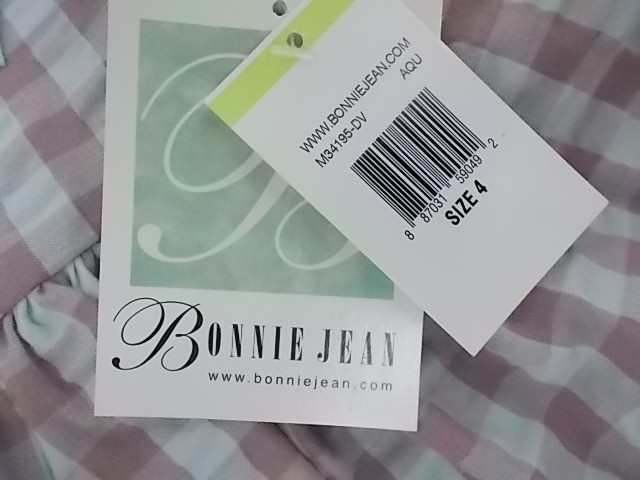 WWW.BONNIEJEAN.COM
AQU
M34195-DV
8 87031 59049 2
SIZE 4
B
BONNIE JEAN
www.bonniejean.com